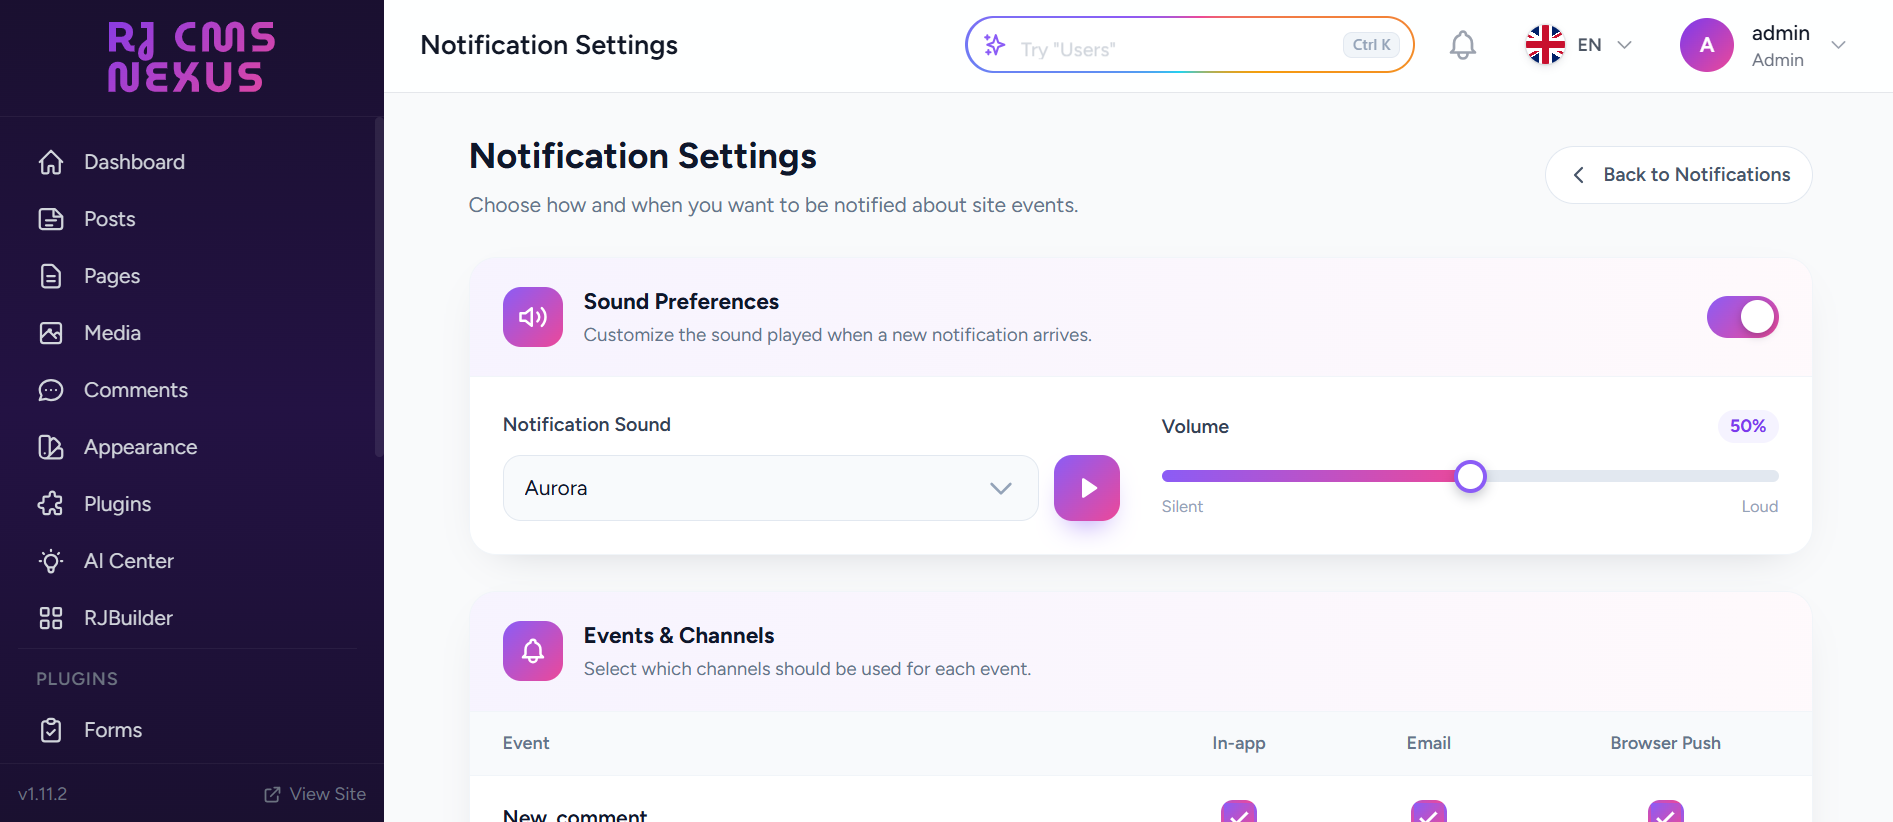 RJ CMS
NEXUS
Dashboard
Posts
Pages
Media
Comments
Appearance
Plugins
AI Center
RJBuilder
PLUGINS
Forms
v1.11.2
View Site
Notification Settings
Try "Users"
Ctrl K
EN
A
admin
Admin
Notification Settings
Choose how and when you want to be notified about site events.
Back to Notifications
Sound Preferences
Customize the sound played when a new notification arrives.
Notification Sound
Aurora
Volume
50%
Silent
Loud
Events & Channels
Select which channels should be used for each event.
Event
In-app
Email
Browser Push
New comment